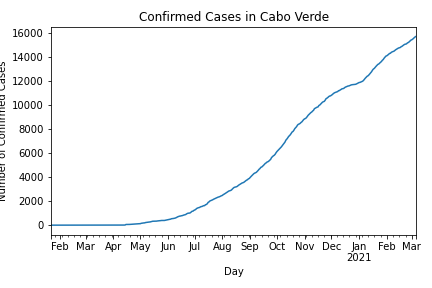 Confirmed Cases in Cabo Verde
16000
14000
12000
10000
8000
6000
4000
2000
0
Number of Confirmed Cases
Feb Mar Apr May Jun Jul Aug Sep Oct Nov Dec Jan Feb Mar
2021
Day